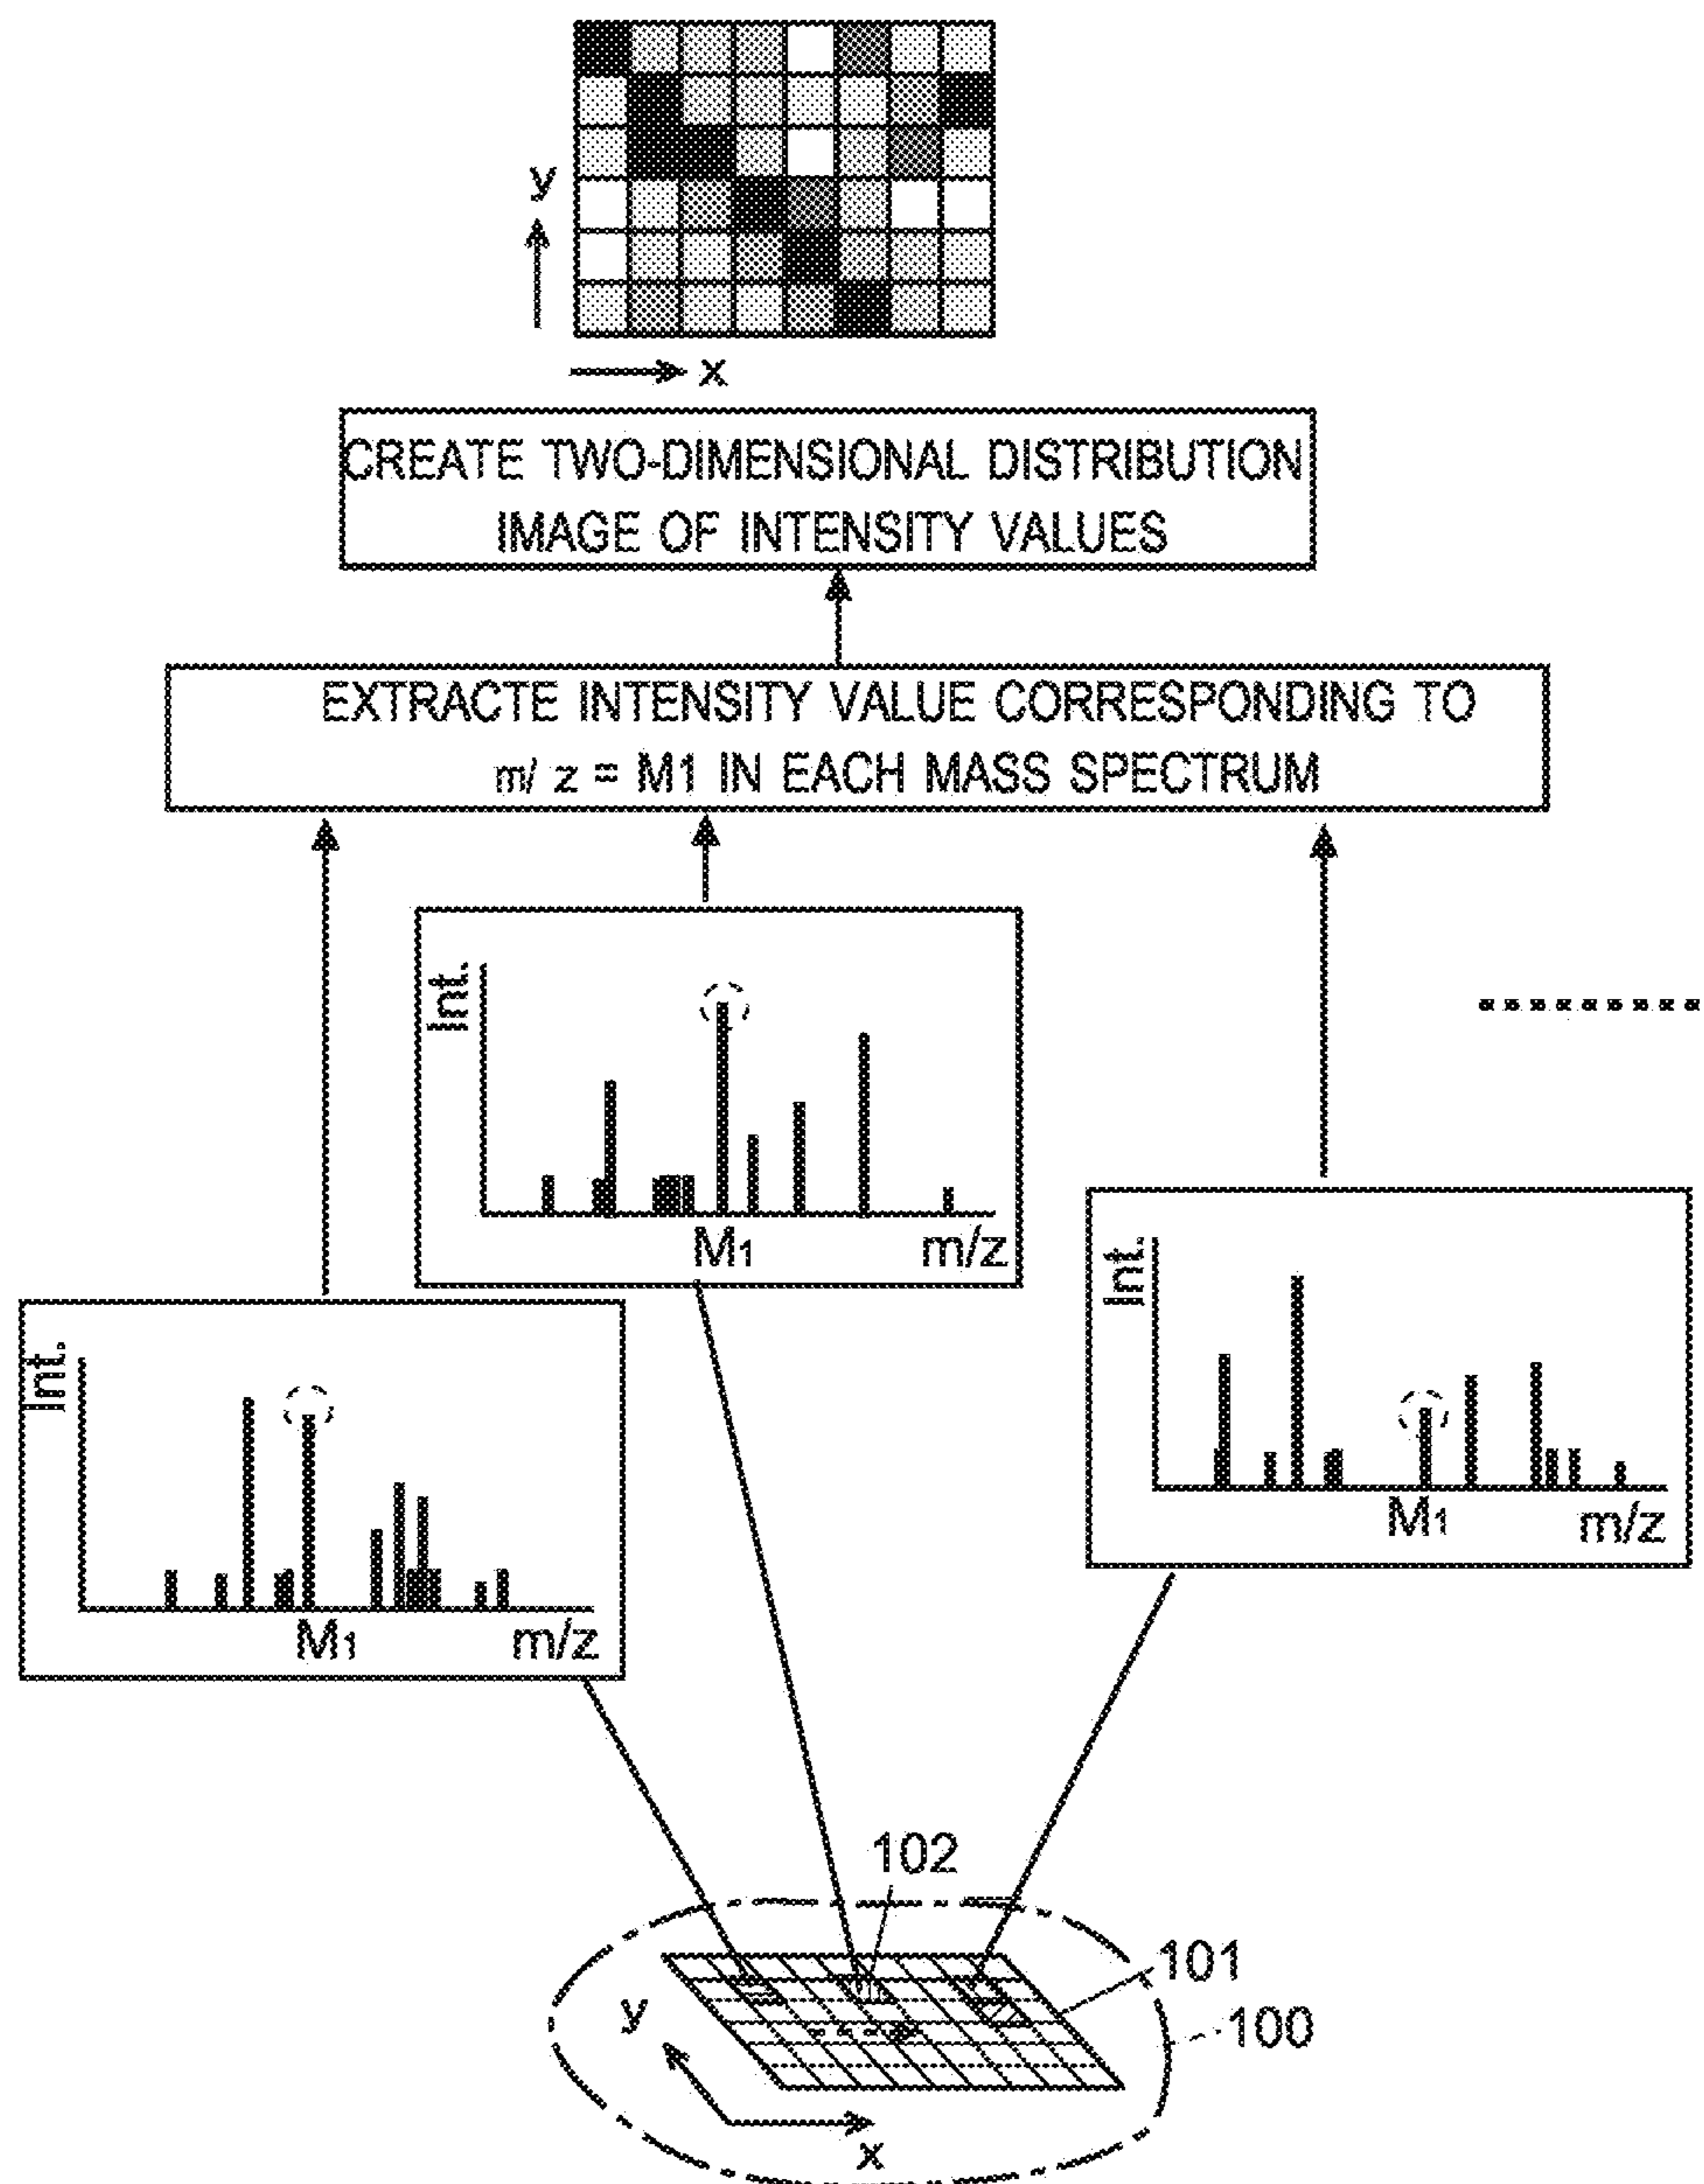 y
x
CREATE TWO-DIMENSIONAL DISTRIBUTION
IMAGE OF INTENSITY VALUES
EXTRACTE INTENSITY VALUE CORRESPONDING TO
m/ z = M1 IN EACH MASS SPECTRUM
Int.
M1
m/z
Int.
M1
m/z
Int.
M1
m/z
102
101
100
y
x